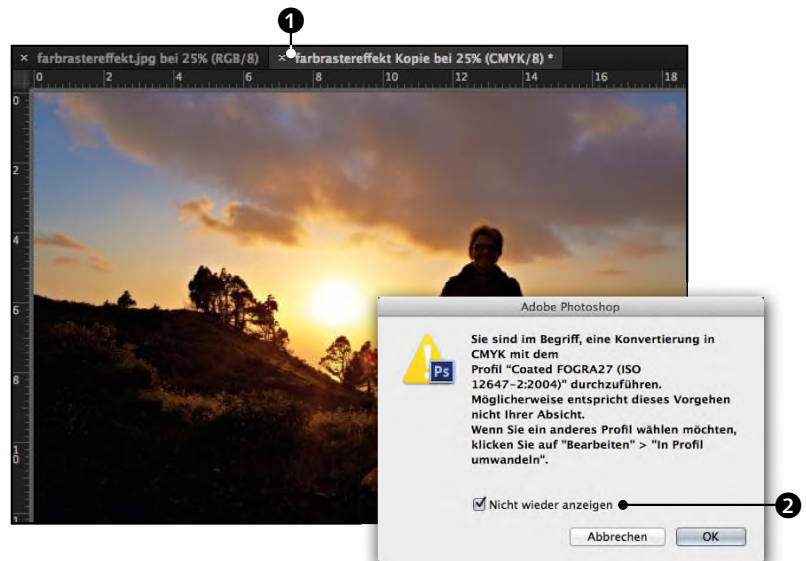 1
× farbrastereffekt.jpg bei 25% (RGB/8) × farbrastereffekt Kopie bei 25% (CMYK/8) *
0 2 4 6 8 10 12 14 16 18
0
2
4
6
8
10
1
Adobe Photoshop
Ps
Sie sind im Begriff, eine Konvertierung in
CMYK mit dem
Profil "Coated FOGRA27 (ISO
12647-2:2004)" durchzuführen.
Möglicherweise entspricht dieses Vorgehen
nicht Ihrer Absicht.
Wenn Sie ein anderes Profil wählen möchten,
klicken Sie auf "Bearbeiten" > "In Profil
umwandeln".
Nicht wieder anzeigen 2
Abbrechen OK